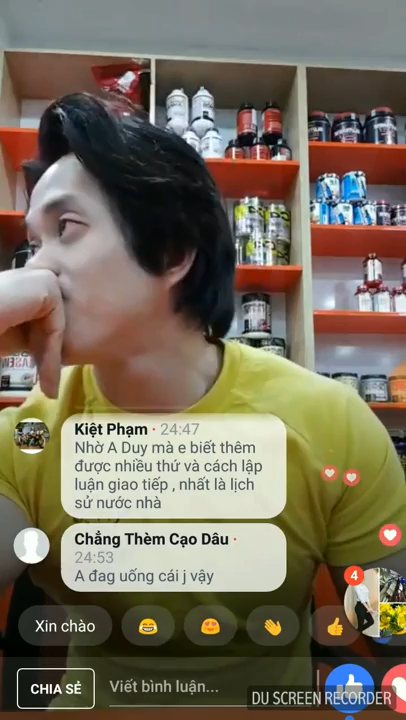 Kiệt Phạm · 24:47
Nhờ A Duy mà e biết thêm
được nhiều thứ và cách lập
luận giao tiếp , nhất là lịch
sử nước nhà
Chẳng Thèm Cạo Dâu ·
24:53
A đag uống cái j vậy
4
Xin chào
CHIA SẺ
Viết bình luận...
DU SCREEN RECORDER